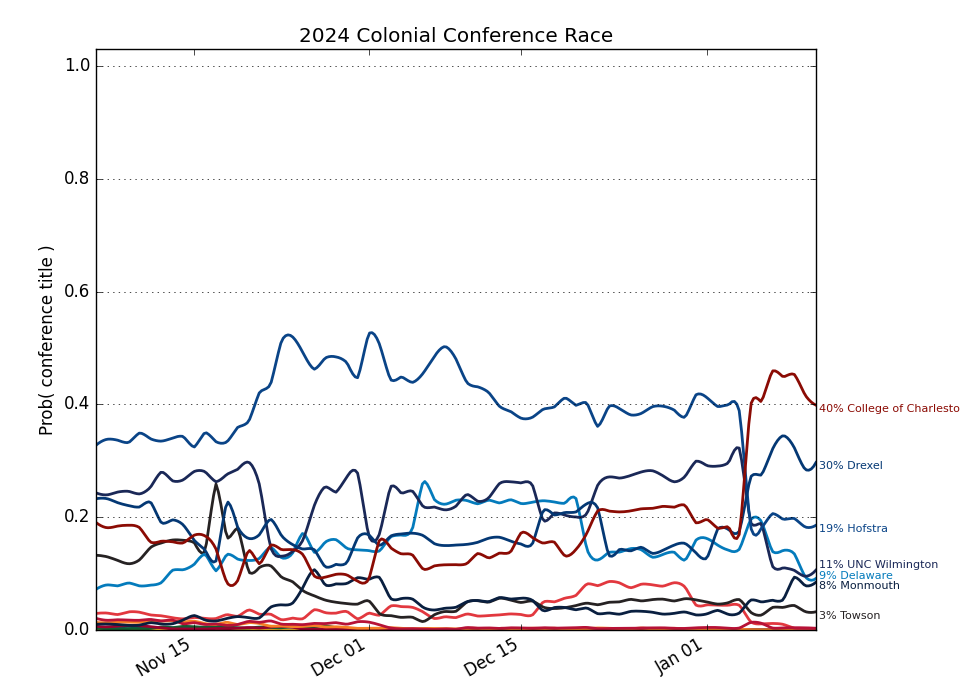 2024 Colonial Conference Race
Prob( conference title )
1.0
0.8
0.6
0.4
0.2
0.0
Nov 15
Dec 01
Dec 15
Jan 01
40% College of Charlesto
30% Drexel
19% Hofstra
11% UNC Wilmington
9% Delaware
8% Monmouth
3% Towson